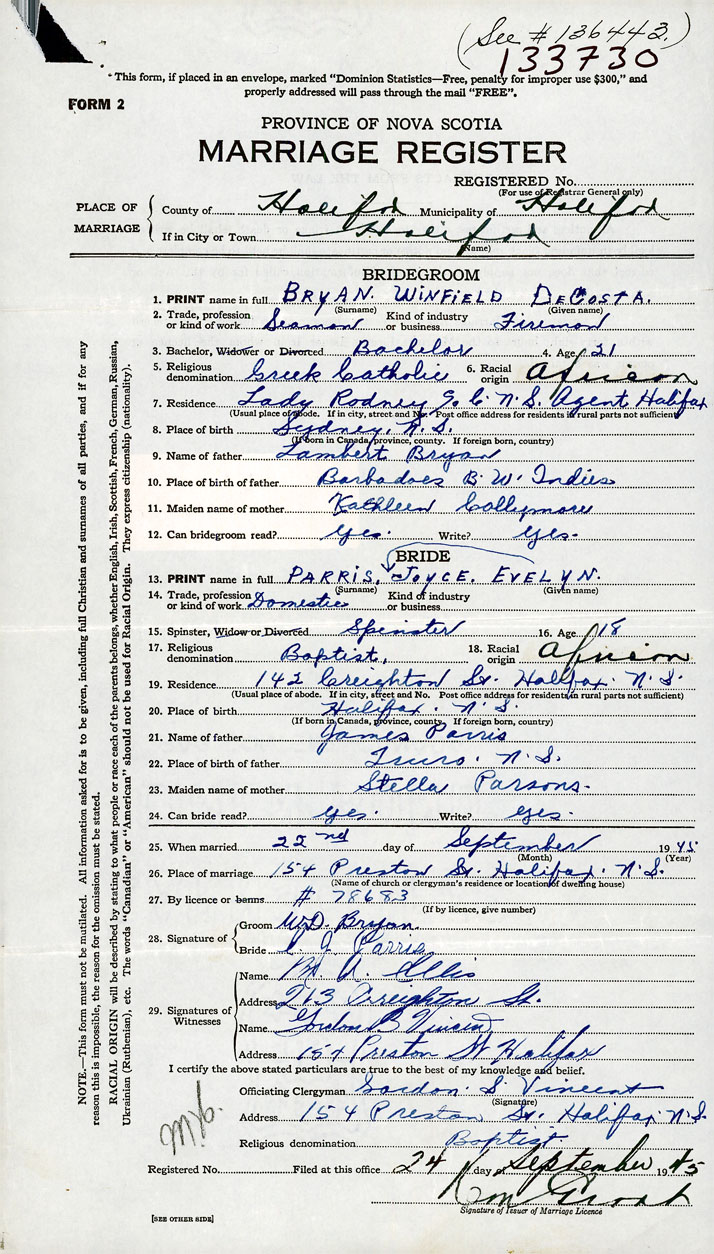 (See # 136443.)
133730
* This form, if placed in an envelope, marked "Dominion Statistics—Free, penalty for improper use $300," and
properly addressed will pass through the mail "FREE".
FORM 2
PROVINCE OF NOVA SCOTIA
MARRIAGE REGISTER
REGISTERED No.
(For use of Registrar General only)
PLACE OF MARRIAGE
County of Halifax Municipality of Halifax
If in City or Town Halifax
(Name)
BRIDEGROOM
1. PRINT name in full BRYAN. WINFIELD DECOSTA.
(Surname) (Given name)
2. Trade, profession or kind of work Seaman Kind of industry or business Fireman
3. Bachelor, Widower or Divorced Bachelor 4. Age 21
5. Religious denomination Greek Catholic 6. Racial origin African
7. Residence Lady Rodney C. N. S. Agent, Halifax
(Usual place of abode. If in city, street and No. Post office address for residents in rural parts not sufficient)
8. Place of birth Sydney, N.S.
(If born in Canada, province, county. If foreign born, country)
9. Name of father Lambert Bryan
10. Place of birth of father Barbadoes B. W. Indies
11. Maiden name of mother Kathleen Collymore
12. Can bridegroom read? Yes. Write? Yes.
BRIDE
13. PRINT name in full PARRIS, JOYCE. EVELYN.
(Surname) (Given name)
14. Trade, profession or kind of work Domestic Kind of industry or business
15. Spinster, Widow or Divorced Spinster 16. Age 18
17. Religious denomination Baptist, 18. Racial origin African
19. Residence 142 Creighton St. Halifax. N.S.
(Usual place of abode. If in city, street and No. Post office address for residents in rural parts not sufficient)
20. Place of birth Halifax. N.S.
(If born in Canada, province, county. If foreign born, country)
21. Name of father James Parris
22. Place of birth of father Truro. N.S.
23. Maiden name of mother Stella Parsons.
24. Can bride read? Yes. Write? Yes.
25. When married 22nd day of September 1945
(Month) (Year)
26. Place of marriage 154 Preston St. Halifax. N.S.
(Name of church or clergyman's residence or location of dwelling house)
27. By licence or banns # 78683
(If by licence, give number)
28. Signature of
Groom W.D. Bryan.
Bride J Parris
29. Signatures of Witnesses
Name M A. Ellis
Address 213 Creighton St.
Name Gordon Vincent
Address 154 Preston St Halifax
I certify the above stated particulars are true to the best of my knowledge and belief.
Officiating Clergyman Gordon. S. Vincent
(Signature)
Address 154 Preston St. Halifax. N.S.
Religious denomination Baptist
Registered No. Filed at this office 24 day of September 1945
Signature of Issuer of Marriage Licence
[SEE OTHER SIDE]
NOTE.—This form must not be mutilated. All information asked for is to be given, including full Christian and surnames of all parties, and if for any
reason this is impossible, the reason for the omission must be stated.
RACIAL ORIGIN will be described by stating to what people or race each of the parents belongs, whether English, Irish, Scottish, French, German, Russian,
Ukrainian (Ruthenian), etc. The words "Canadian" or "American" should not be used for Racial Origin. They express citizenship (nationality).